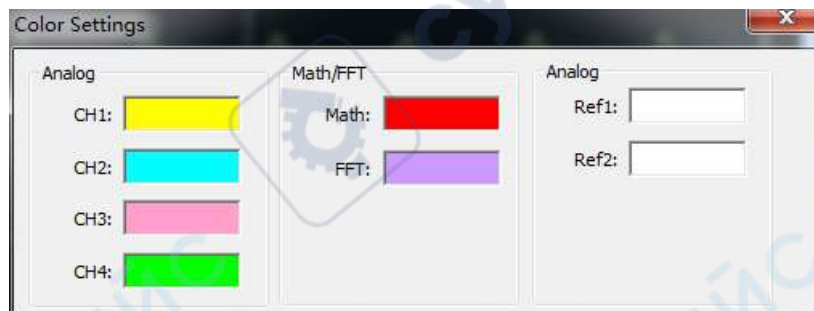 Color Settings
Analog
CH1:
CH2:
CH3:
CH4:
Math/FFT
Math:
FFT:
Analog
Ref1:
Ref2: